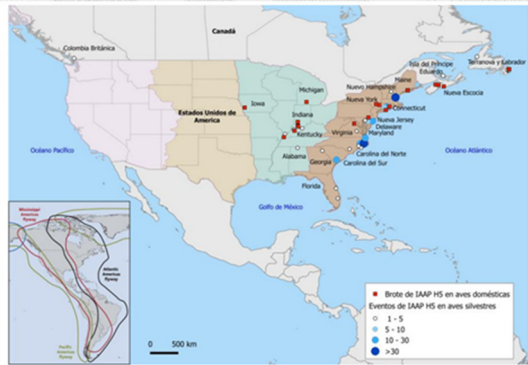 Canadá
Colombia Británica
Isla del Príncipe
Eduardo
Terranova y Labrador
Maine
Nuevo Hampshire
Nueva Escocia
Michigan
Nueva York
Iowa
Connecticut
Estados Unidos de
America
Indiana
Nueva Jersey
Delaware
Kentucky
Virginia
Maryland
Océano Pacífico
Océano Atlántico
Alabama
Carolina del Norte
Georgia
Carolina del Sur
Florida
Golfo de México
Mississippi
Americas
flyway
Atlantic
Americas
flyway
Pacific
Americas
flyway
0 500 km
Brote de IAAP H5 en aves domésticas
Eventos de IAAP H5 en aves silvestres
1 - 5
5 - 10
10 - 30
>30